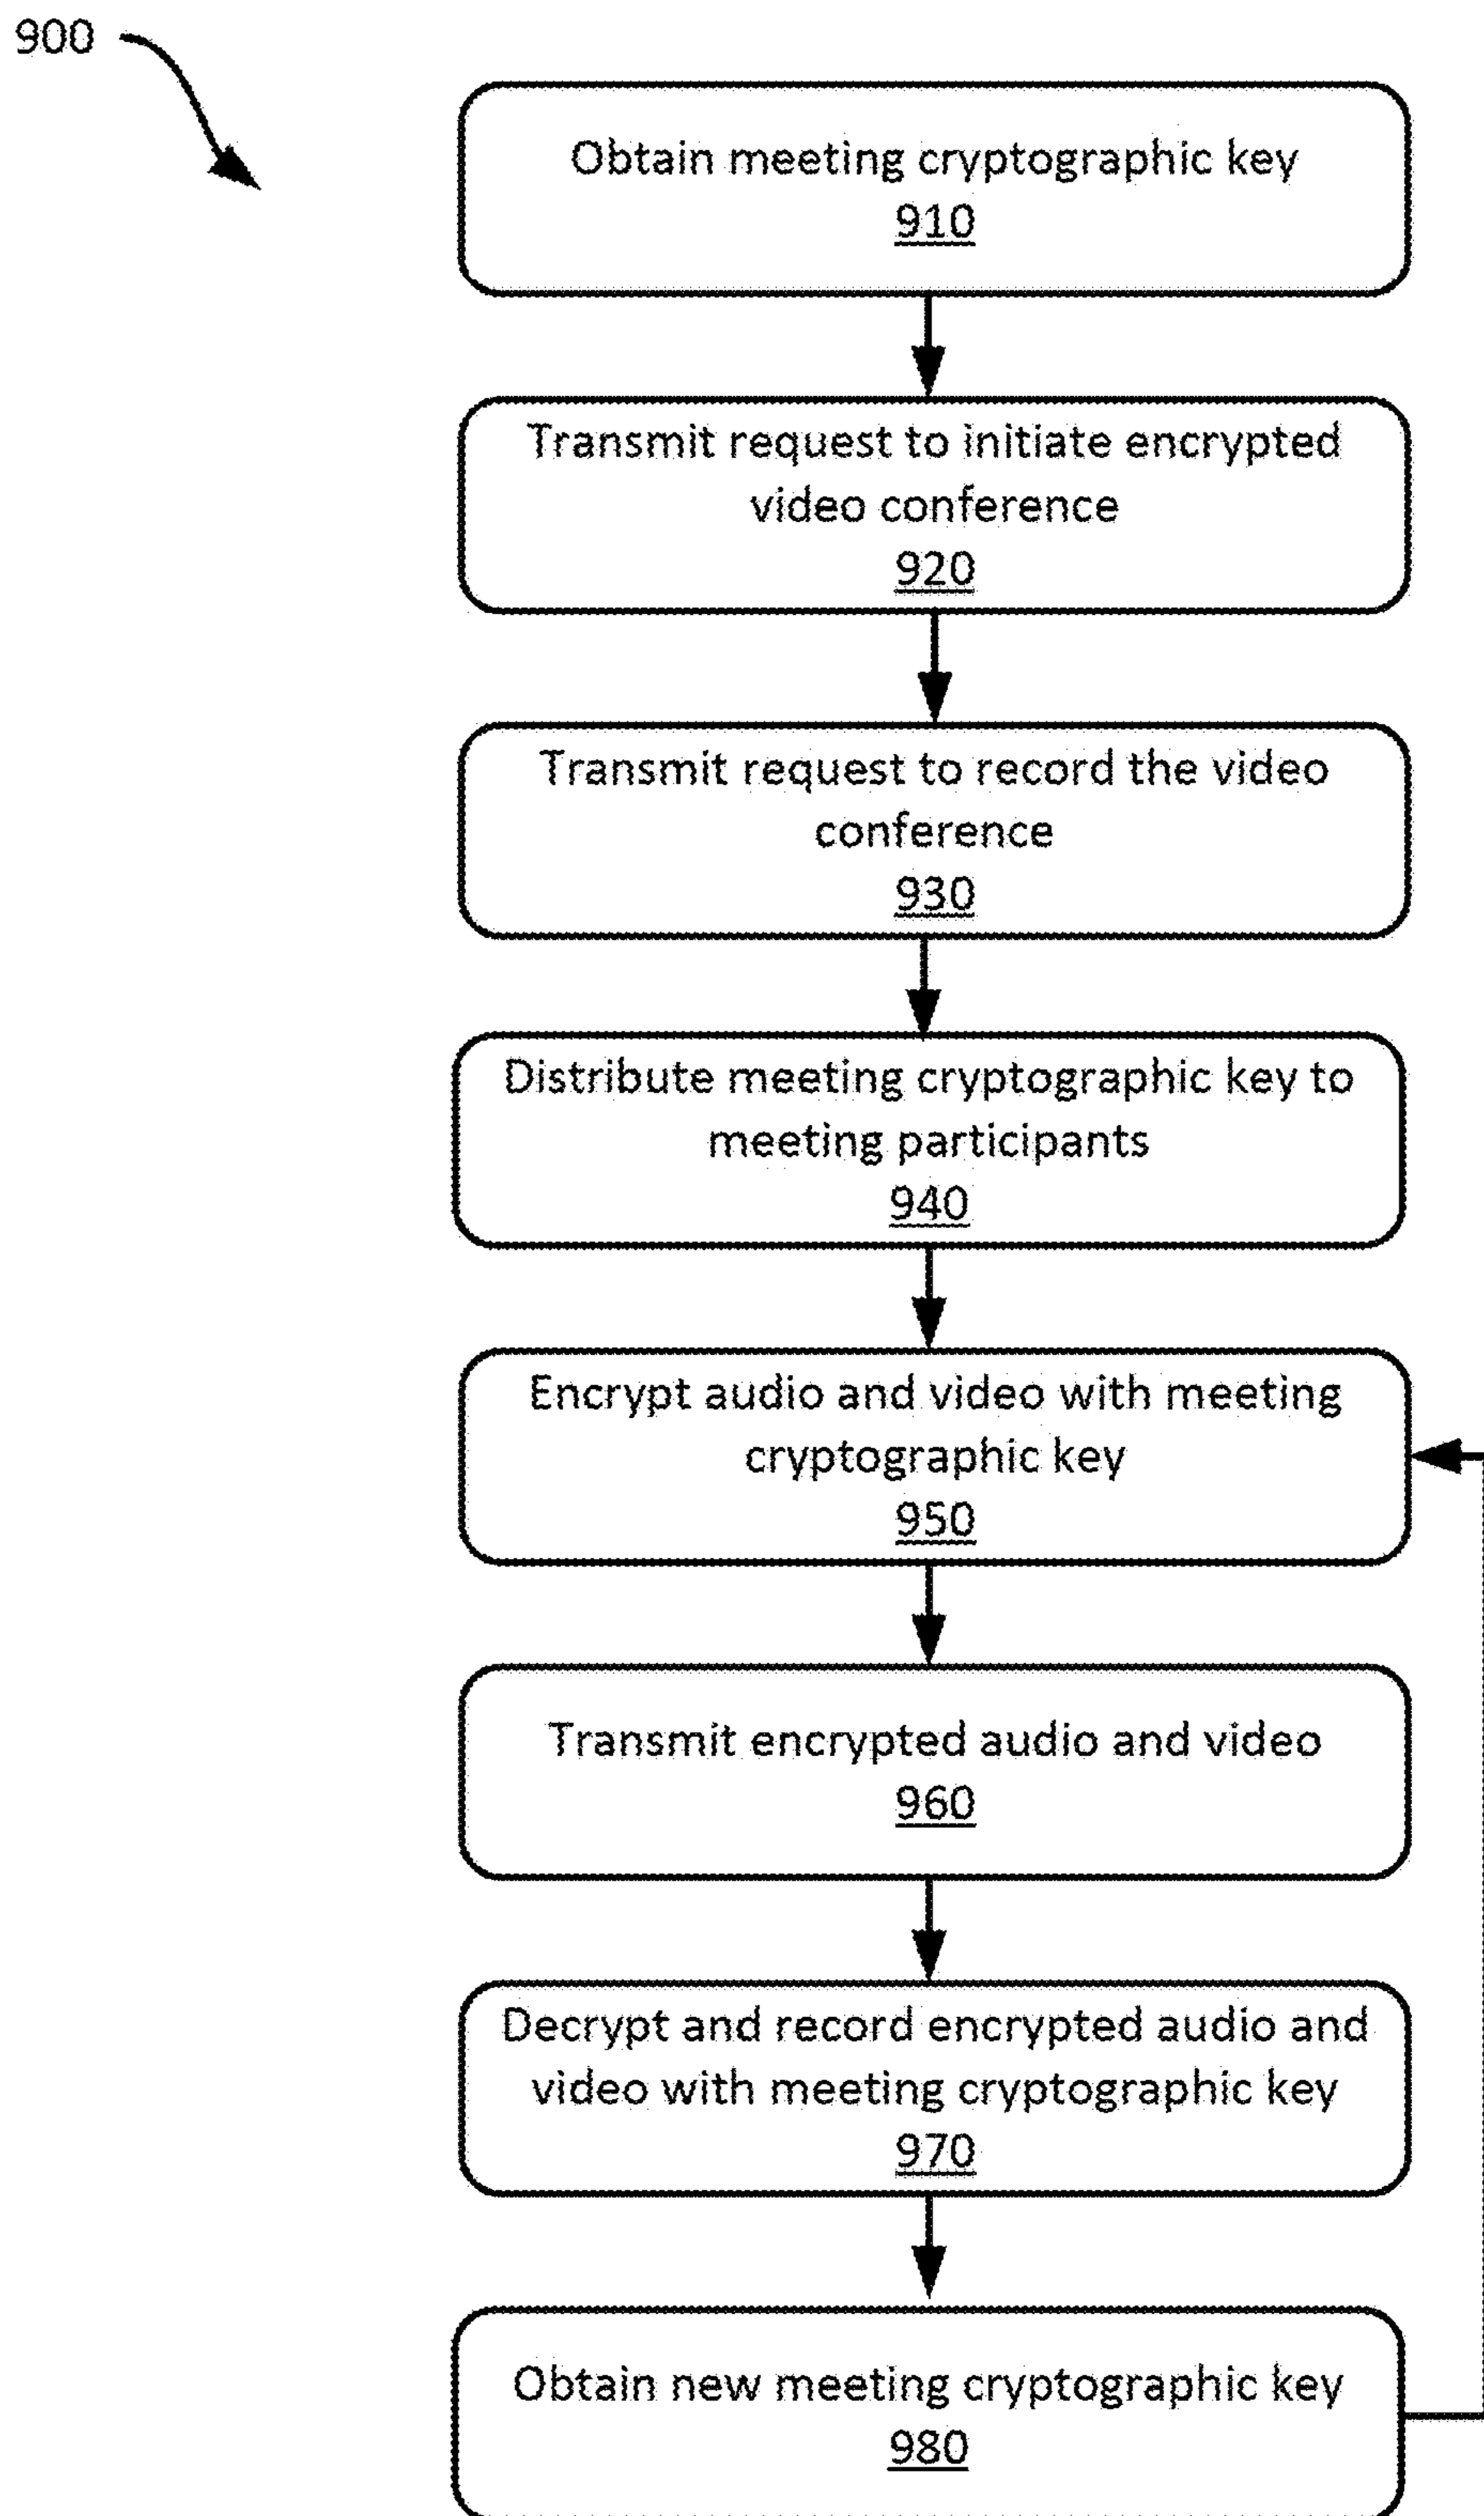 900
Obtain meeting cryptographic key
910
Transmit request to initiate encrypted
video conference
920
Transmit request to record the video
conference
930
Distribute meeting cryptographic key to
meeting participants
940
Encrypt audio and video with meeting
cryptographic key
950
Transmit encrypted audio and video
960
Decrypt and record encrypted audio and
video with meeting cryptographic key
970
Obtain new meeting cryptographic key
980